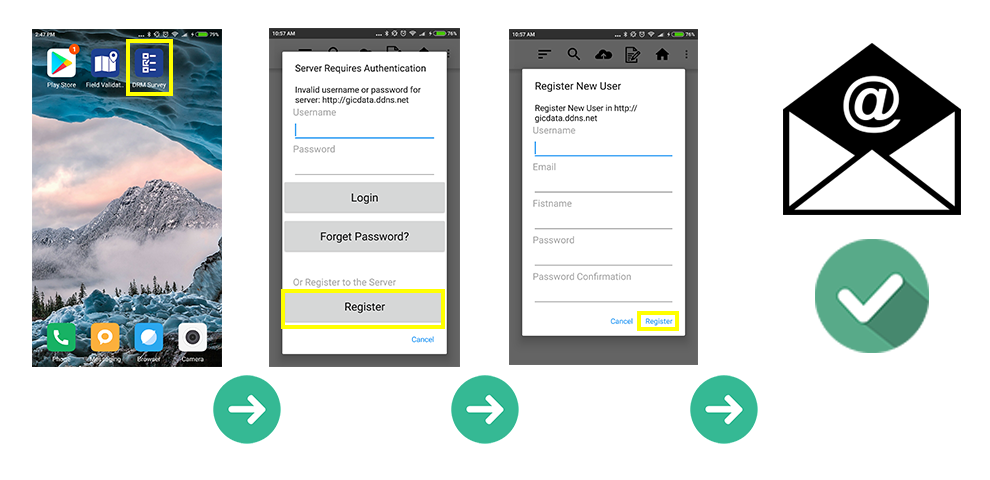 2:47 PM
... 79%
1
Play Store
Field Validat..
DRM Survey
Phone
Messaging
Browser
Camera
10:57 AM
... 76%
Server Requires Authentication
Invalid username or password for
server: http://gicdata.ddns.net
Username
Password
Login
Forget Password?
Or Register to the Server
Register
Cancel
10:57 AM
... 76%
Register New User
Register New User in http://
gicdata.ddns.net
Username
Email
Fistname
Password
Password Confirmation
Cancel Register
@